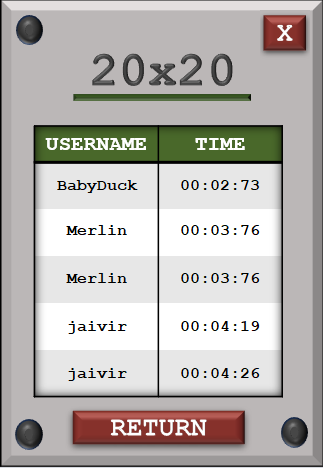 X
20x20
USERNAME TIME
BabyDuck 00:02:73
Merlin 00:03:76
Merlin 00:03:76
jaivir 00:04:19
jaivir 00:04:26
RETURN